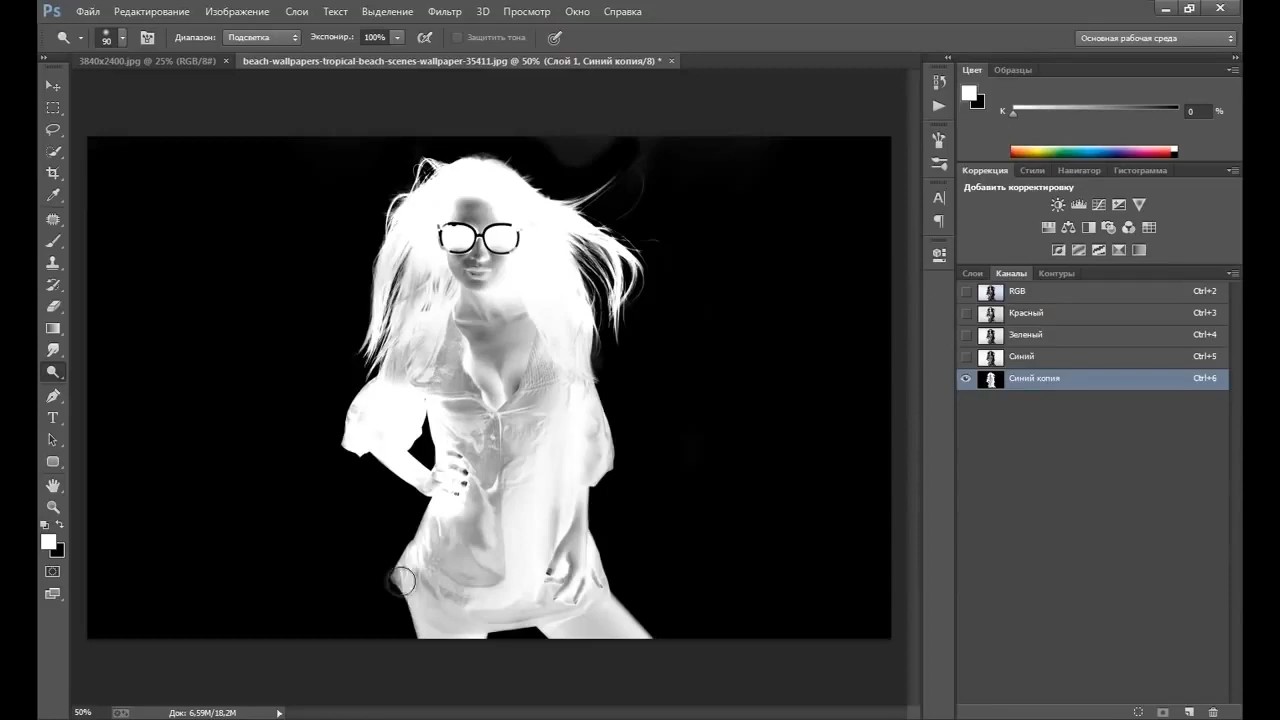 Ps Файл Редактирование Изображение Слои Текст Выделение Фильтр 3D Просмотр Окно Справка
90 Диапазон: Подсветка Экспонир.: 100% Защитить тона Основная рабочая среда
3840x2400.jpg @ 25% (RGB/8#) × beach-wallpapers-tropical-beach-scenes-wallpaper-35411.jpg @ 50% (Слой 1, Синий копия/8) * ×
Цвет Образцы
K 0 %
Коррекция Стили Навигатор Гистограмма
Добавить корректировку
Слои Каналы Контуры
RGB Ctrl+2
Красный Ctrl+3
Зеленый Ctrl+4
Синий Ctrl+5
Синий копия Ctrl+6
50% Док: 6,59M/18,2M